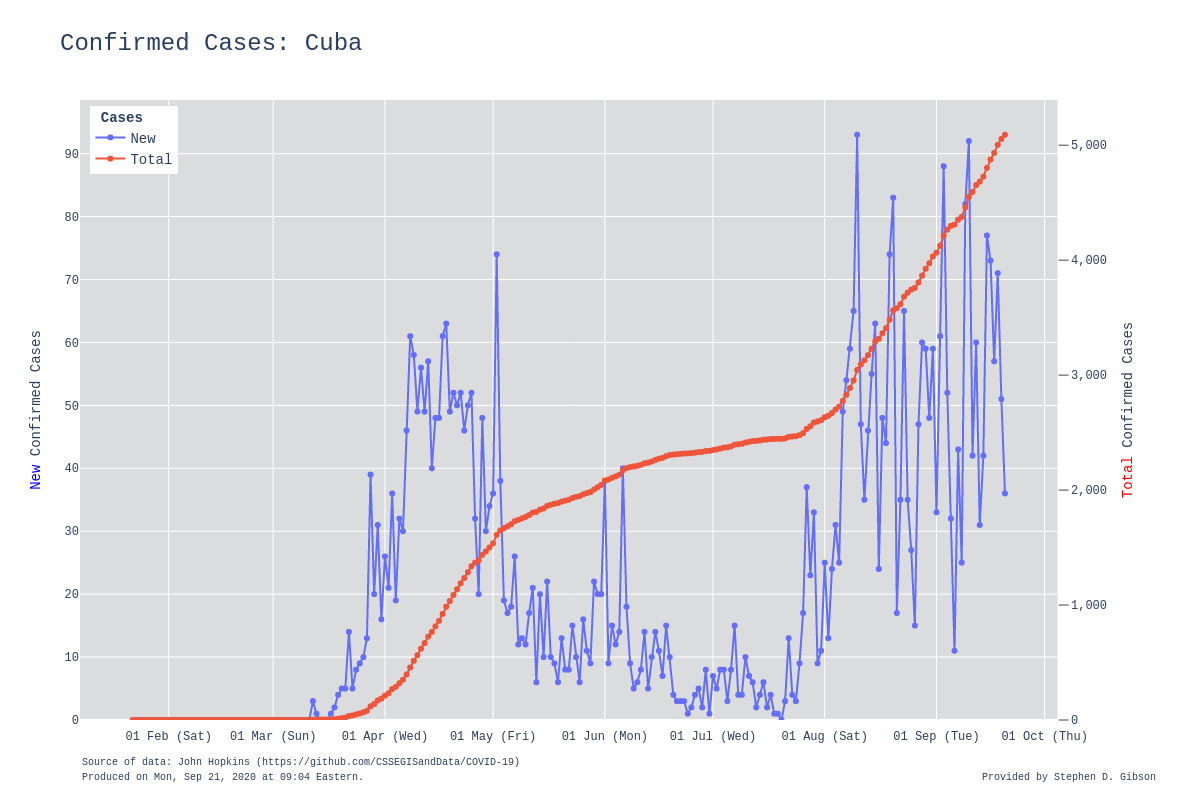 Confirmed Cases: Cuba
Cases
New
Total
90
80
70
60
50
40
30
20
10
0
5,000
4,000
3,000
2,000
1,000
0
New Confirmed Cases
Total Confirmed Cases
01 Feb (Sat) 01 Mar (Sun) 01 Apr (Wed) 01 May (Fri) 01 Jun (Mon) 01 Jul (Wed) 01 Aug (Sat) 01 Sep (Tue) 01 Oct (Thu)
Source of data: John Hopkins (https://github.com/CSSEGISandData/COVID-19)
Produced on Mon, Sep 21, 2020 at 09:04 Eastern.
Provided by Stephen D. Gibson